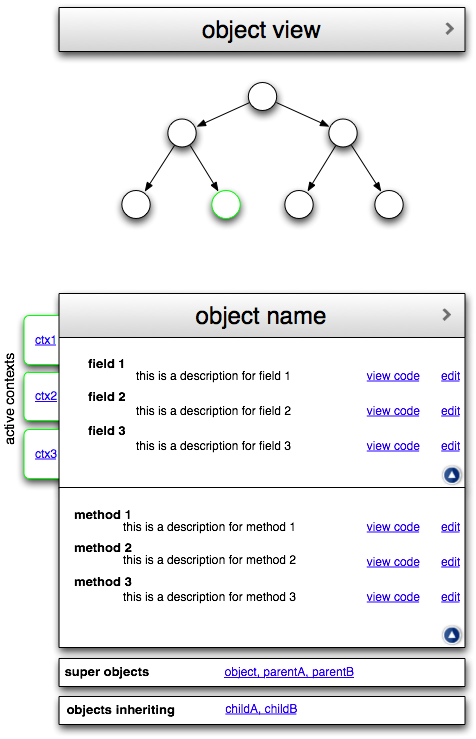 object view
object name
active contexts
ctx1
ctx2
ctx3
field 1
this is a description for field 1 view code edit
field 2
this is a description for field 2 view code edit
field 3
this is a description for field 3 view code edit
method 1
this is a description for method 1 view code edit
method 2
this is a description for method 2 view code edit
method 3
this is a description for method 3 view code edit
super objects object, parentA, parentB
objects inheriting childA, childB